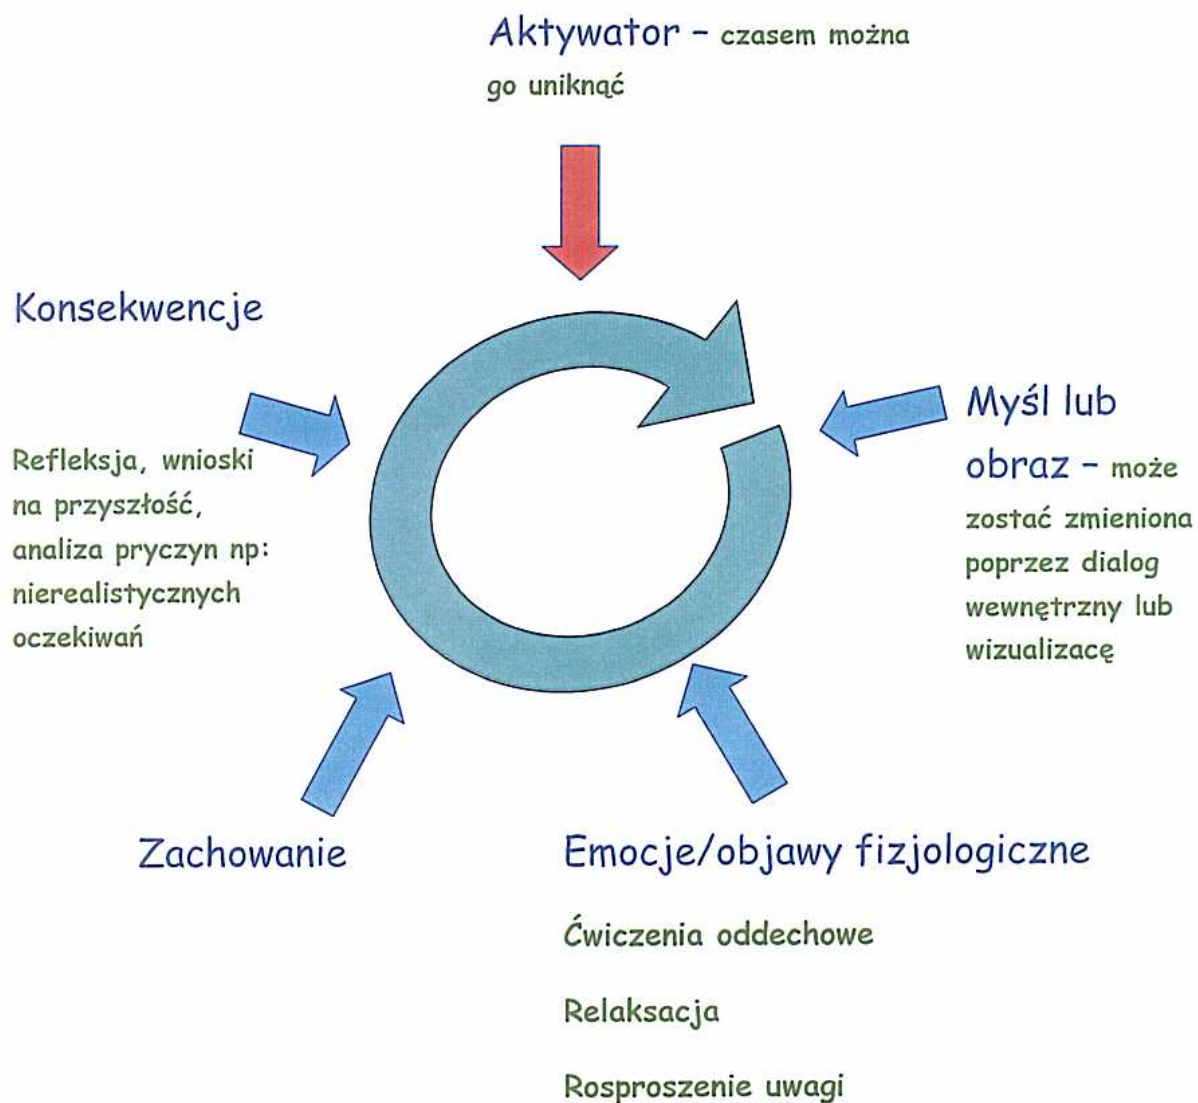 Aktywator – czasem można
go uniknąć
Konsekwencje
Refleksja, wnioski
na przyszłość,
analiza pryczyn np:
nierealistycznych
oczekiwań
Myśl lub
obraz – może
zostać zmieniona
poprzez dialog
wewnętrzny lub
wizualizacę
Zachowanie
Emocje/objawy fizjologiczne
Ćwiczenia oddechowe
Relaksacja
Rosproszenie uwagi